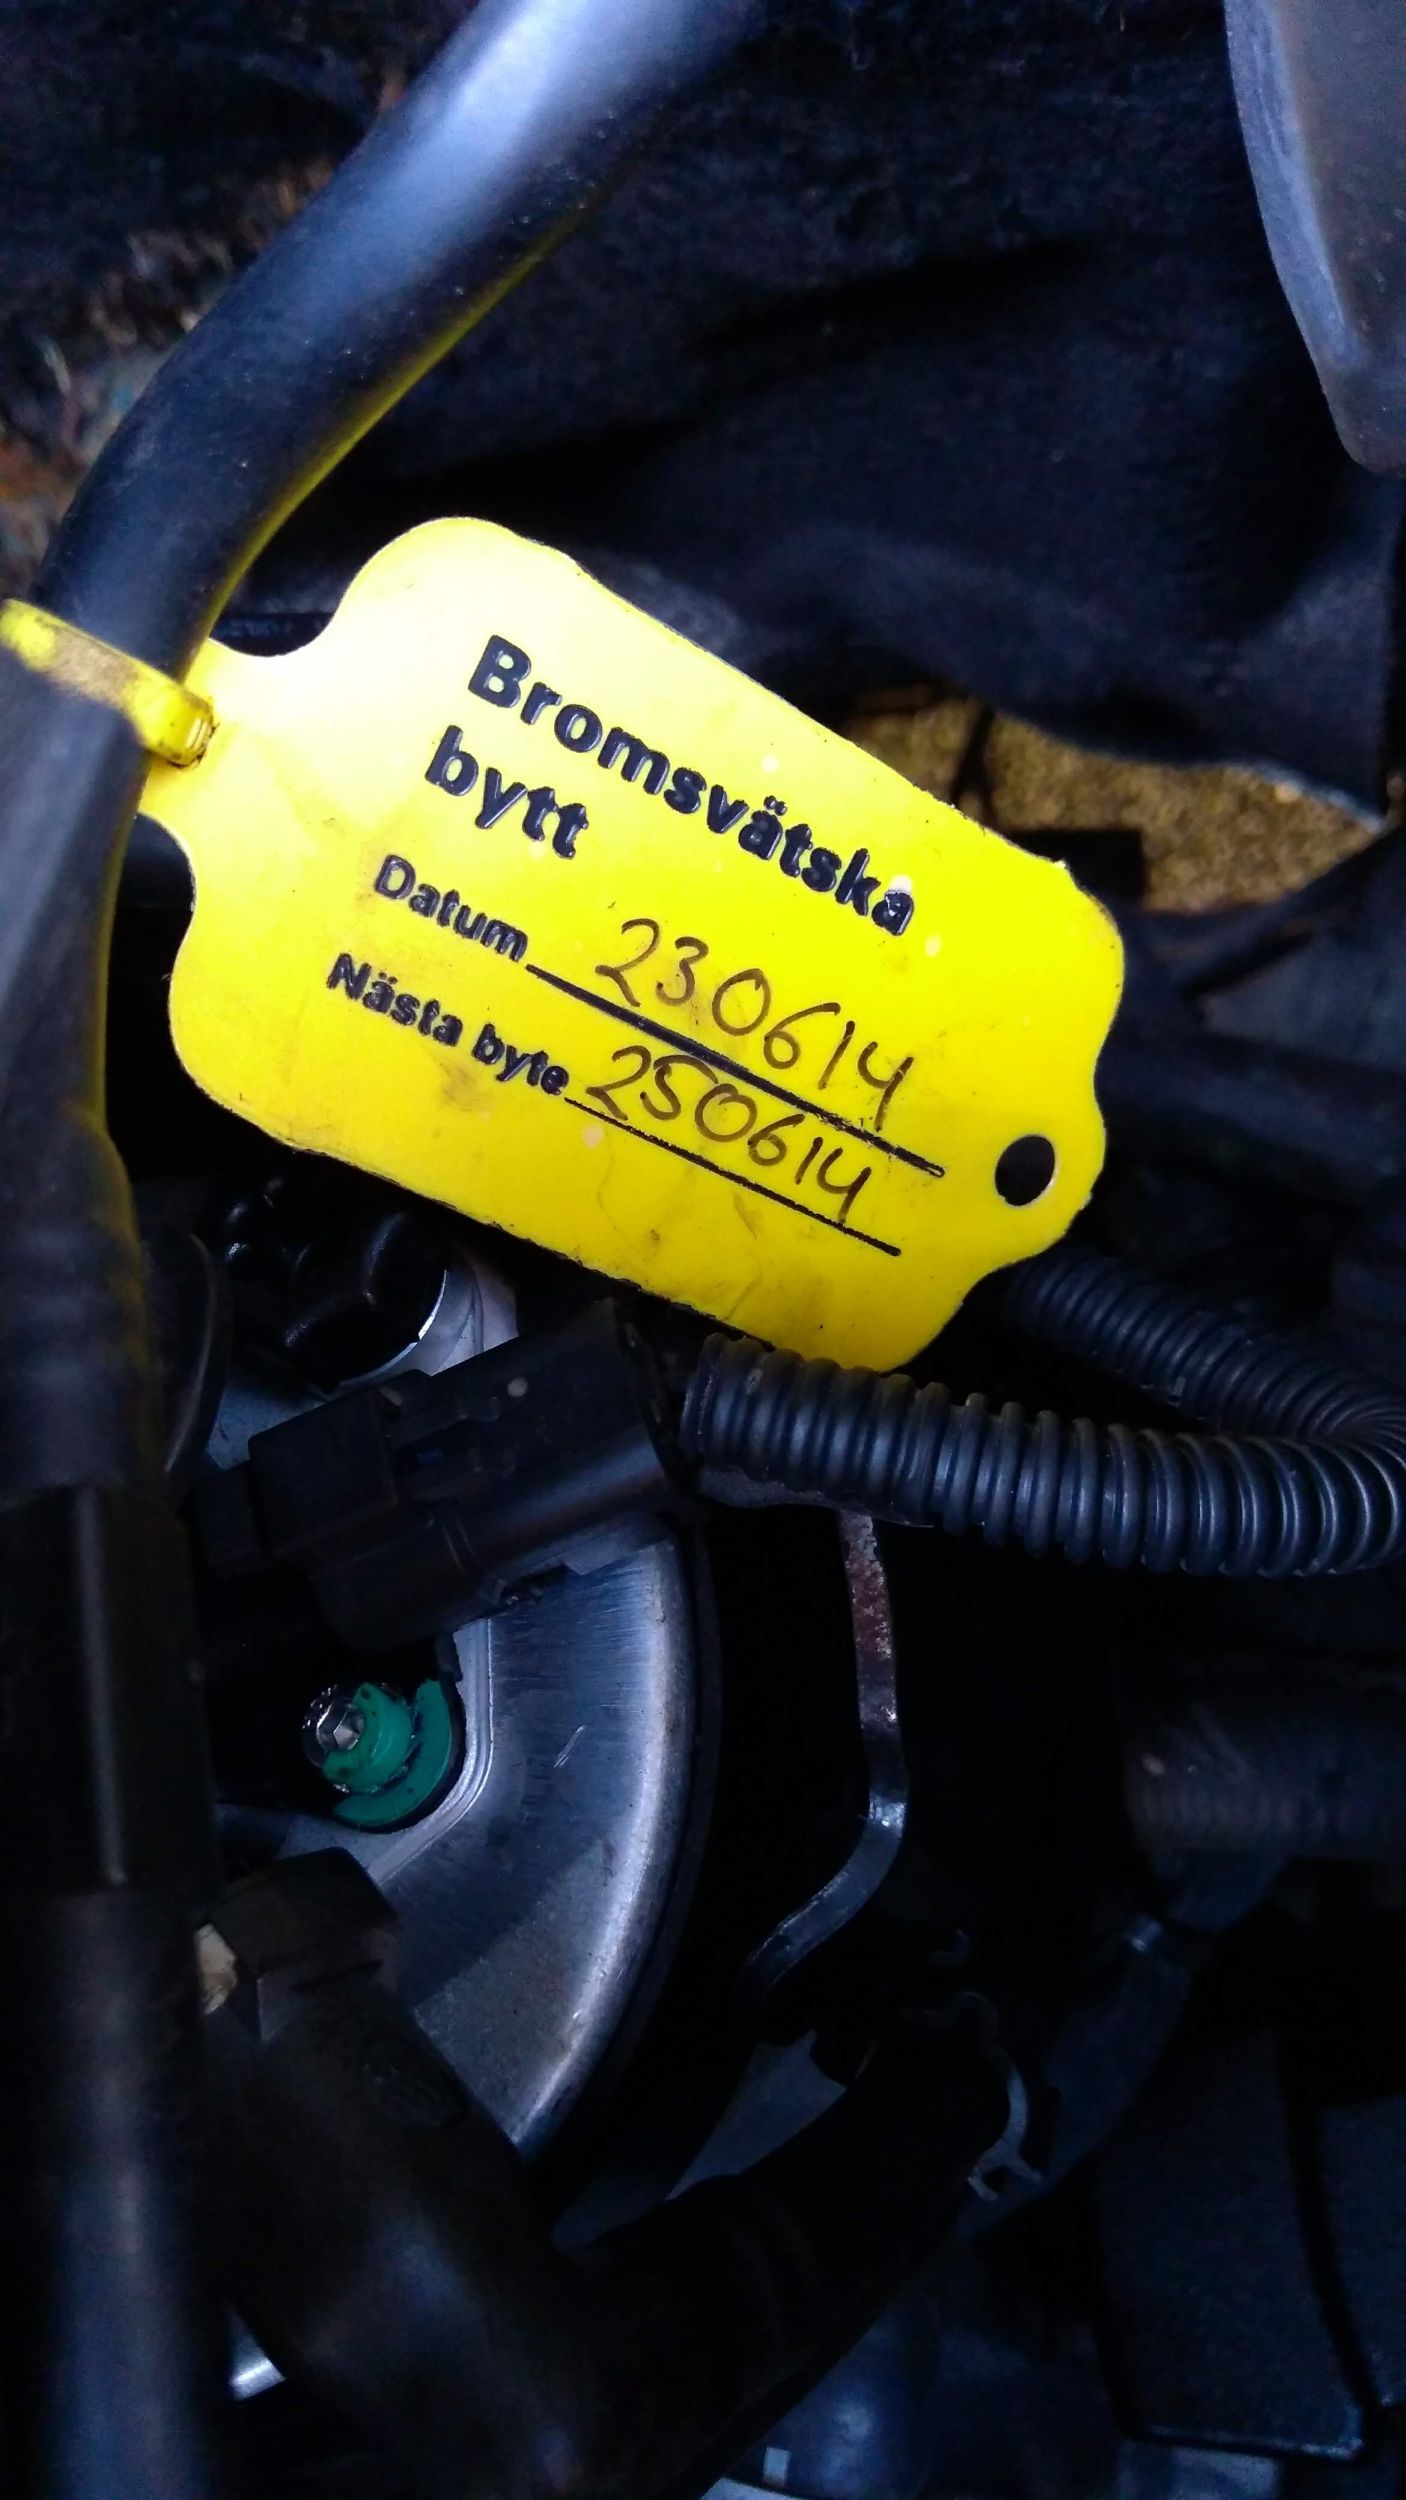 Bromsvätska
bytt
Datum 230614
Nästa byte 250614